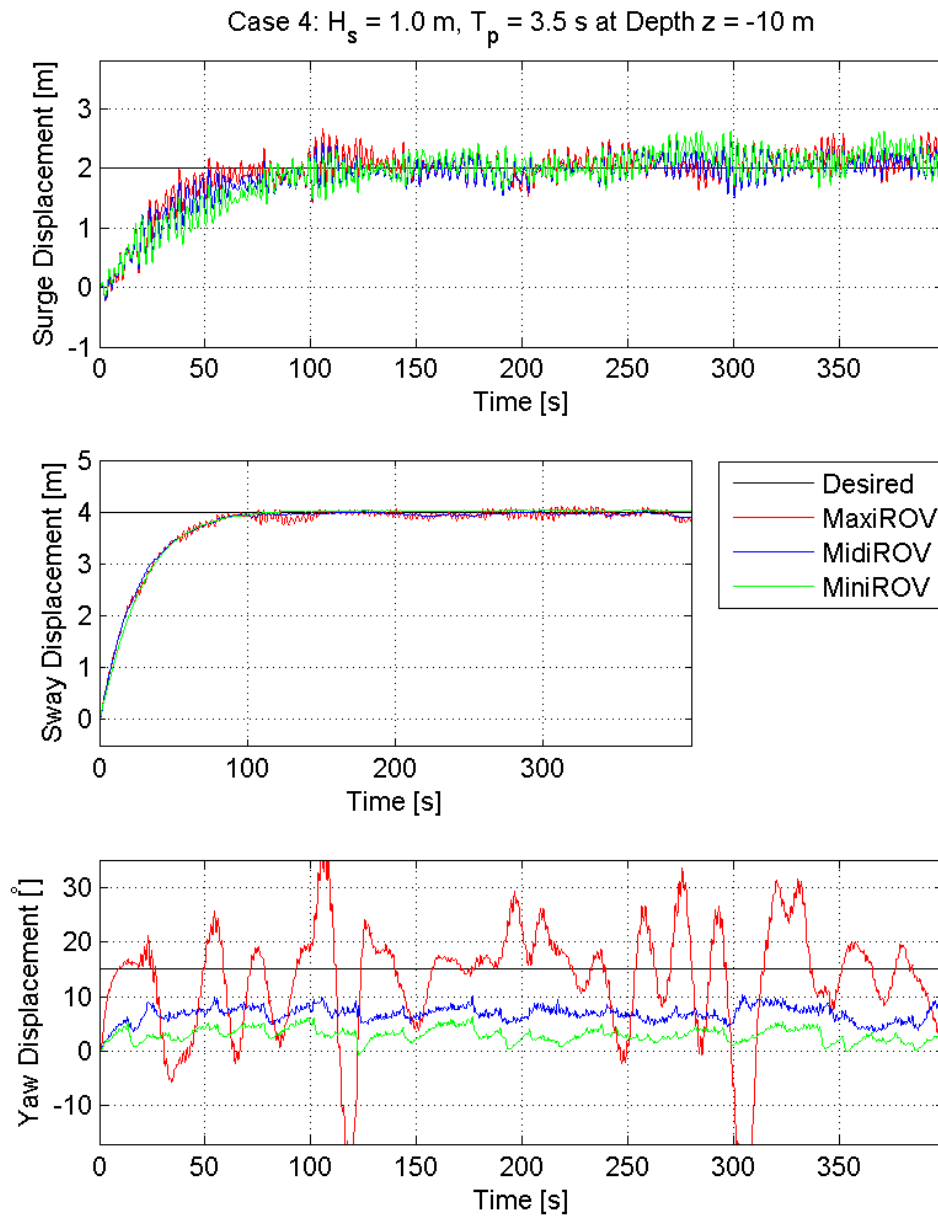 Case 4: Hs = 1.0 m, Tp = 3.5 s at Depth z = -10 m
Surge Displacement [m]
3
2
1
0
-1
0 50 100 150 200 250 300 350
Time [s]
Sway Displacement [m]
5
4
3
2
1
0
0 100 200 300
Time [s]
Desired
MaxiROV
MidiROV
MiniROV
Yaw Displacement [°]
30
20
10
0
-10
0 50 100 150 200 250 300 350
Time [s]